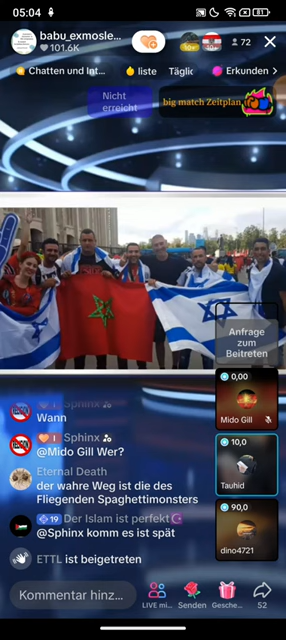 05:04
81
babu_exmosle...
101.6K
72
Chatten und Int...
liste
Täglic
Erkunden
Nicht
erreicht
big match Zeitplan
Anfrage
zum
Beitreten
0,00
Mido Gill
10,0
Tauhid
90,0
dino4721
1 Sphinx
Wann
1 Sphinx
@Mido Gill Wer?
Eternal Death
der wahre Weg ist die des
Fliegenden Spaghettimonsters
19 Der Islam ist perfekt
@Sphinx komm es ist spät
ETTL ist beigetreten
Kommentar hinz...
LIVE mi...
Senden
Gesche...
52